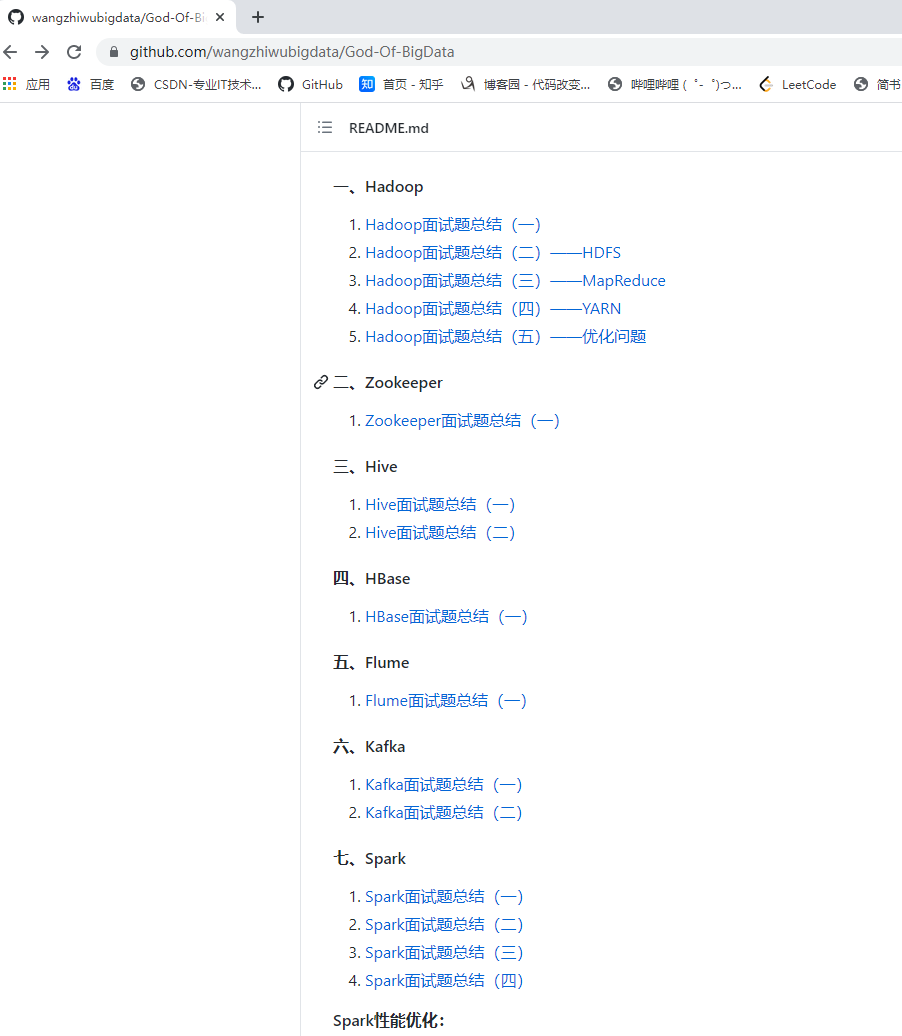 wangzhiwubigdata/God-Of-Bi
github.com/wangzhiwubigdata/God-Of-BigData
应用 百度 CSDN-专业IT技术... GitHub 首页 - 知乎 博客园 - 代码改变... 哔哩哔哩 ( ゜- ゜)つ... LeetCode 简书
README.md
一、Hadoop
1. Hadoop面试题总结（一）
2. Hadoop面试题总结（二）——HDFS
3. Hadoop面试题总结（三）——MapReduce
4. Hadoop面试题总结（四）——YARN
5. Hadoop面试题总结（五）——优化问题
二、Zookeeper
1. Zookeeper面试题总结（一）
三、Hive
1. Hive面试题总结（一）
2. Hive面试题总结（二）
四、HBase
1. HBase面试题总结（一）
五、Flume
1. Flume面试题总结（一）
六、Kafka
1. Kafka面试题总结（一）
2. Kafka面试题总结（二）
七、Spark
1. Spark面试题总结（一）
2. Spark面试题总结（二）
3. Spark面试题总结（三）
4. Spark面试题总结（四）
Spark性能优化：